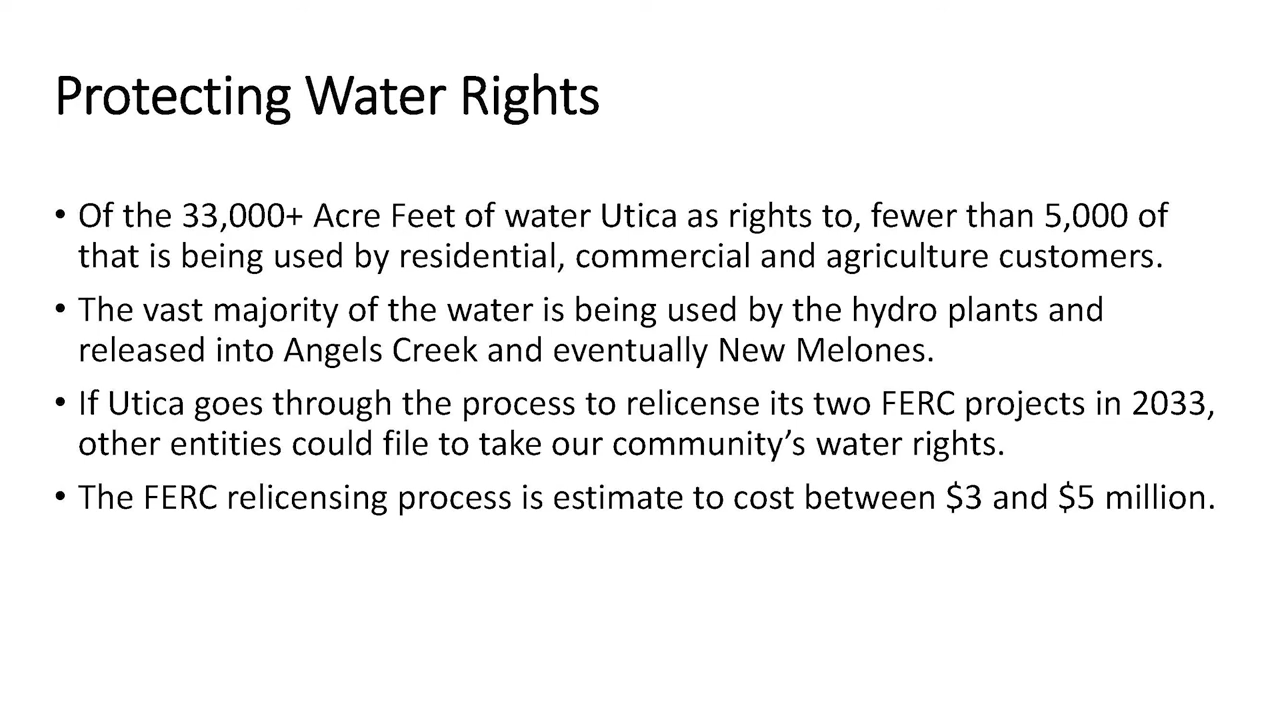 Protecting Water Rights
• Of the 33,000+ Acre Feet of water Utica as rights to, fewer than 5,000 of
that is being used by residential, commercial and agriculture customers.
• The vast majority of the water is being used by the hydro plants and
released into Angels Creek and eventually New Melones.
• If Utica goes through the process to relicense its two FERC projects in 2033,
other entities could file to take our community’s water rights.
• The FERC relicensing process is estimate to cost between $3 and $5 million.